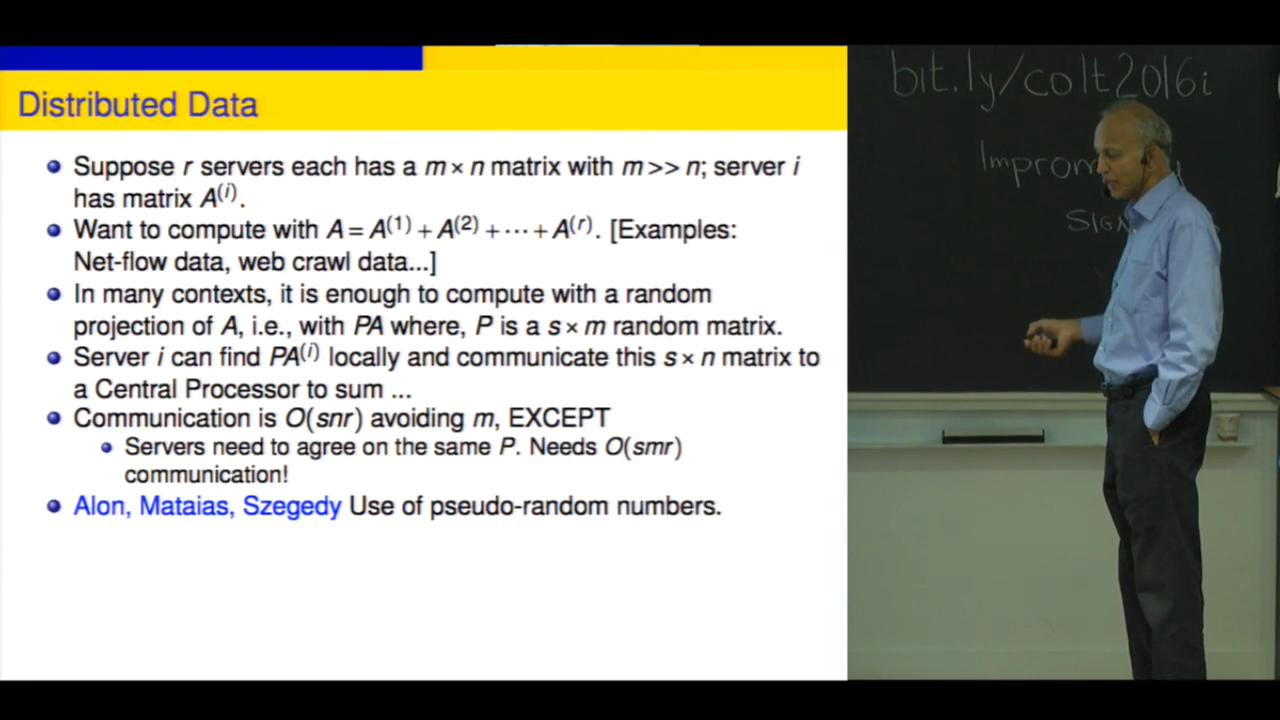 Distributed Data
Suppose r servers each has a m × n matrix with m >> n; server i
has matrix A⁽ⁱ⁾.
Want to compute with A = A⁽¹⁾ + A⁽²⁾ + ··· + A⁽ʳ⁾. [Examples:
Net-flow data, web crawl data...]
In many contexts, it is enough to compute with a random
projection of A, i.e., with PA where, P is a s × m random matrix.
Server i can find PA⁽ⁱ⁾ locally and communicate this s × n matrix to
a Central Processor to sum ...
Communication is O(snr) avoiding m, EXCEPT
Servers need to agree on the same P. Needs O(smr)
communication!
Alon, Mataias, Szegedy Use of pseudo-random numbers.
bit.ly/colt2016i